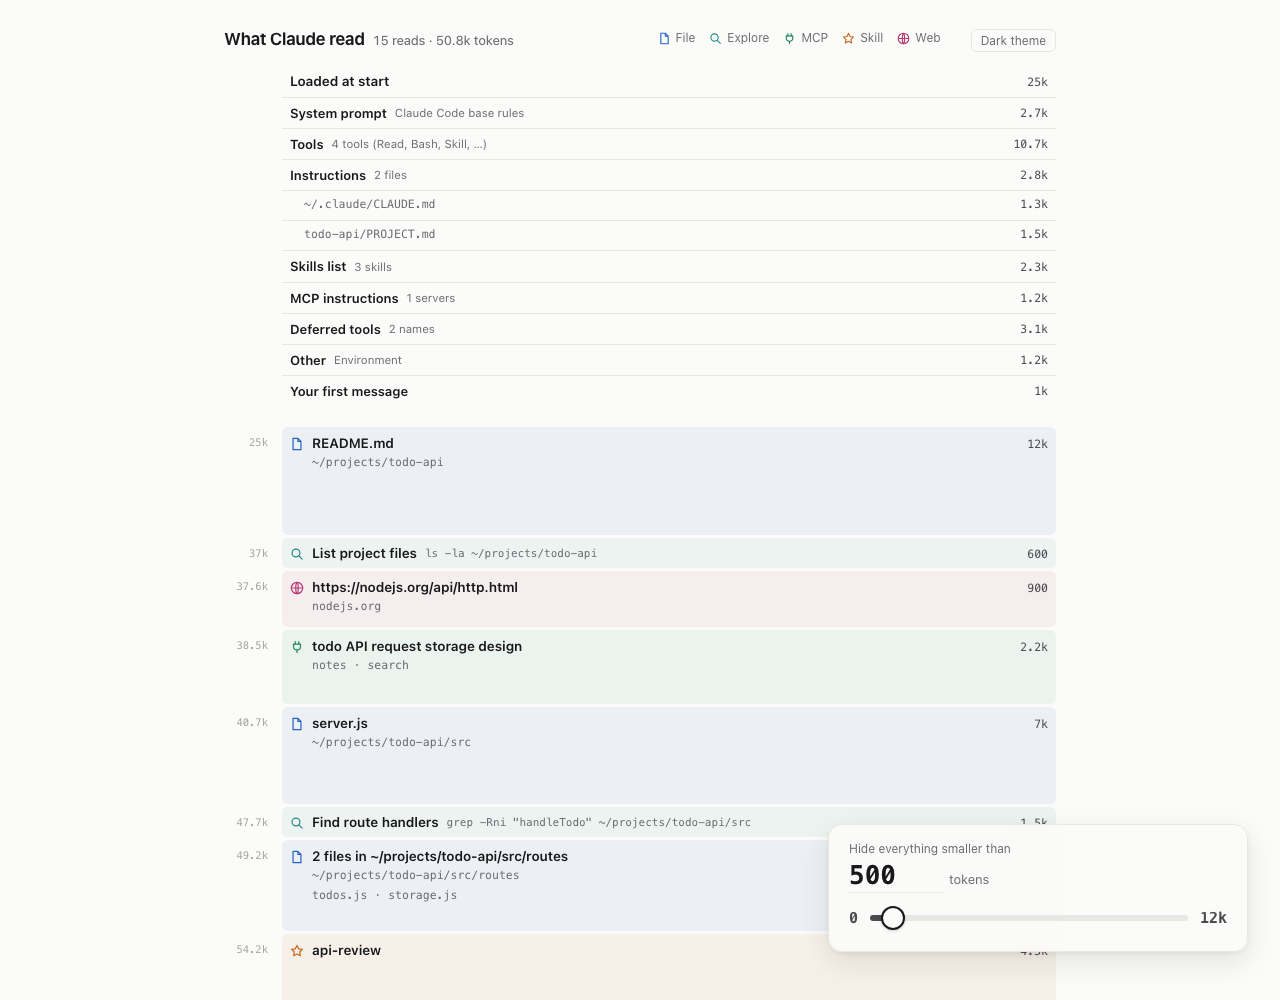 What Claude read 15 reads · 50.8k tokens File Explore MCP Skill Web Dark theme
Loaded at start 25k
System prompt Claude Code base rules 2.7k
Tools 4 tools (Read, Bash, Skill, …) 10.7k
Instructions 2 files 2.8k
~/.claude/CLAUDE.md 1.3k
todo-api/PROJECT.md 1.5k
Skills list 3 skills 2.3k
MCP instructions 1 servers 1.2k
Deferred tools 2 names 3.1k
Other Environment 1.2k
Your first message 1k
25k README.md 12k
~/projects/todo-api
37k List project files ls -la ~/projects/todo-api 600
37.6k https://nodejs.org/api/http.html 900
nodejs.org
38.5k todo API request storage design 2.2k
notes · search
40.7k server.js 7k
~/projects/todo-api/src
47.7k Find route handlers grep -Rni "handleTodo" ~/projects/todo-api/src 1.5k
49.2k 2 files in ~/projects/todo-api/src/routes
~/projects/todo-api/src/routes
todos.js · storage.js
54.2k api-review
Hide everything smaller than
500 tokens
0 12k